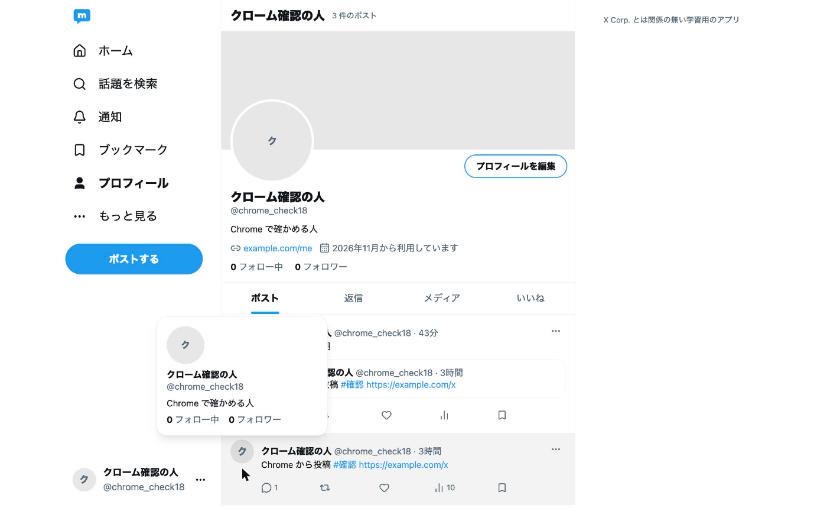 m
ホーム
話題を検索
通知
ブックマーク
プロフィール
もっと見る
ポストする
クローム確認の人
@chrome_check18
クローム確認の人 3 件のポスト
ク
プロフィールを編集
クローム確認の人
@chrome_check18
Chrome で確かめる人
example.com/me 2026年11月から利用しています
0 フォロー中 0 フォロワー
ポスト 返信 メディア いいね
@chrome_check18 · 43分
ク
クローム確認の人
@chrome_check18
Chrome で確かめる人
0 フォロー中 0 フォロワー
認の人 @chrome_check18 · 3時間
稿 #確認 https://example.com/x
ク
クローム確認の人 @chrome_check18 · 3時間
Chrome から投稿 #確認 https://example.com/x
1 10
ク
X Corp. とは関係の無い学習用のアプリ